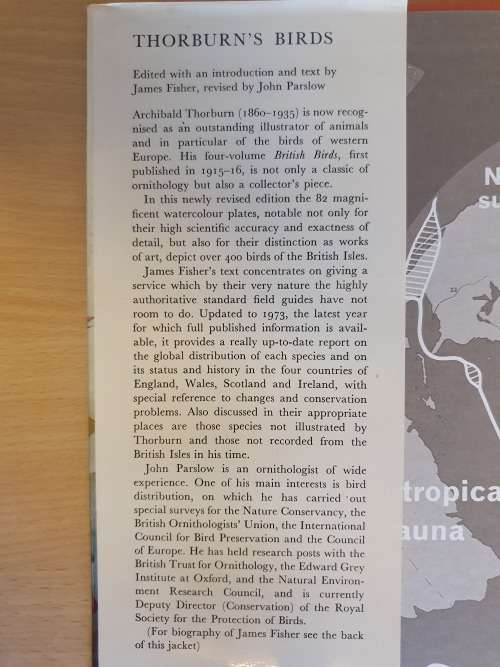 THORBURN'S BIRDS
Edited with an introduction and text by
James Fisher, revised by John Parslow
Archibald Thorburn (1860–1935) is now recog-
nised as an outstanding illustrator of animals
and in particular of the birds of western
Europe. His four-volume British Birds, first
published in 1915–16, is not only a classic of
ornithology but also a collector's piece.
In this newly revised edition the 82 magni-
ficent watercolour plates, notable not only for
their high scientific accuracy and exactness of
detail, but also for their distinction as works
of art, depict over 400 birds of the British Isles.
James Fisher's text concentrates on giving a
service which by their very nature the highly
authoritative standard field guides have not
room to do. Updated to 1973, the latest year
for which full published information is avail-
able, it provides a really up-to-date report on
the global distribution of each species and on
its status and history in the four countries of
England, Wales, Scotland and Ireland, with
special reference to changes and conservation
problems. Also discussed in their appropriate
places are those species not illustrated by
Thorburn and those not recorded from the
British Isles in his time.
John Parslow is an ornithologist of wide
experience. One of his main interests is bird
distribution, on which he has carried out
special surveys for the Nature Conservancy, the
British Ornithologists' Union, the International
Council for Bird Preservation and the Council
of Europe. He has held research posts with the
British Trust for Ornithology, the Edward Grey
Institute at Oxford, and the Natural Environ-
ment Research Council, and is currently
Deputy Director (Conservation) of the Royal
Society for the Protection of Birds.
(For biography of James Fisher see the back
of this jacket)
N
su
tropica
auna